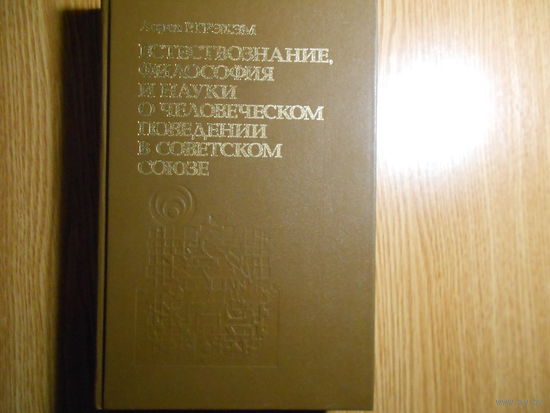 Лорен Р. ГРЭХЭМ
ЕСТЕСТВОЗНАНИЕ,
ФИЛОСОФИЯ
И НАУКИ
О ЧЕЛОВЕЧЕСКОМ
ПОВЕДЕНИИ
В СОВЕТСКОМ
СОЮЗЕ